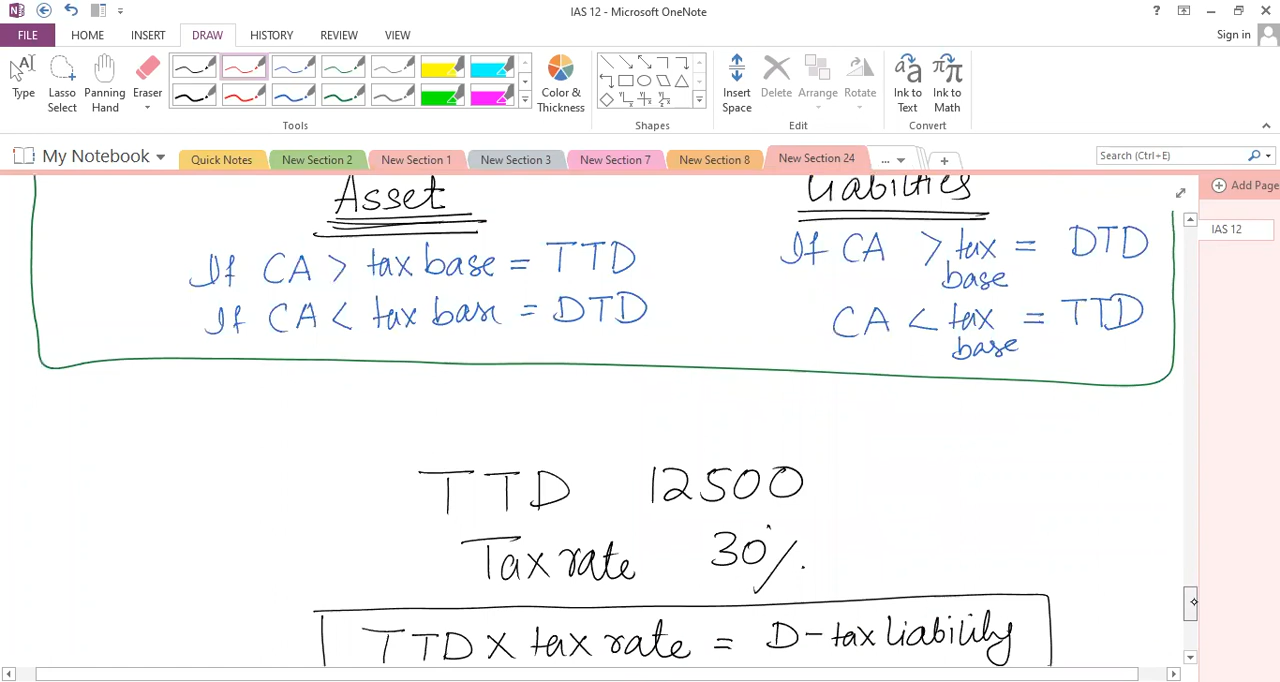 IAS 12 - Microsoft OneNote
?
FILE HOME INSERT DRAW HISTORY REVIEW VIEW
Sign in
Type
Lasso Select
Panning Hand
Eraser
Color & Thickness
Insert Space
Delete
Arrange
Rotate
Ink to Text
Ink to Math
Tools
Shapes
Edit
Convert
My Notebook
Quick Notes
New Section 2
New Section 1
New Section 3
New Section 7
New Section 8
New Section 24
...
Search (Ctrl+E)
Add Page
IAS 12
Asset
If CA > tax base = TTD
If CA < tax base = DTD
Liabilties
If CA > tax base = DTD
CA < tax base = TTD
TTD 12500
Tax rate 30%.
TTD X tax rate = D-tax liability